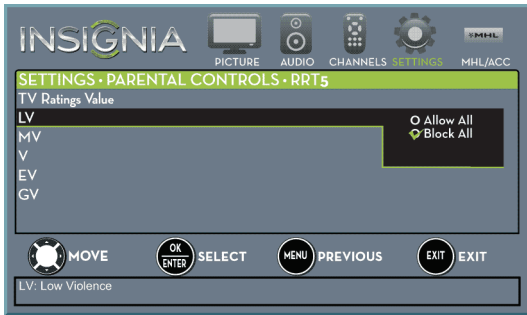 INSIGNIA
PICTURE AUDIO CHANNELS SETTINGS MHL/ACC
MHL
SETTINGS • PARENTAL CONTROLS • RRT5
TV Ratings Value
LV
Allow All
MV
Block All
V
EV
GV
MOVE
OK
ENTER
SELECT
MENU
PREVIOUS
EXIT
EXIT
LV: Low Violence